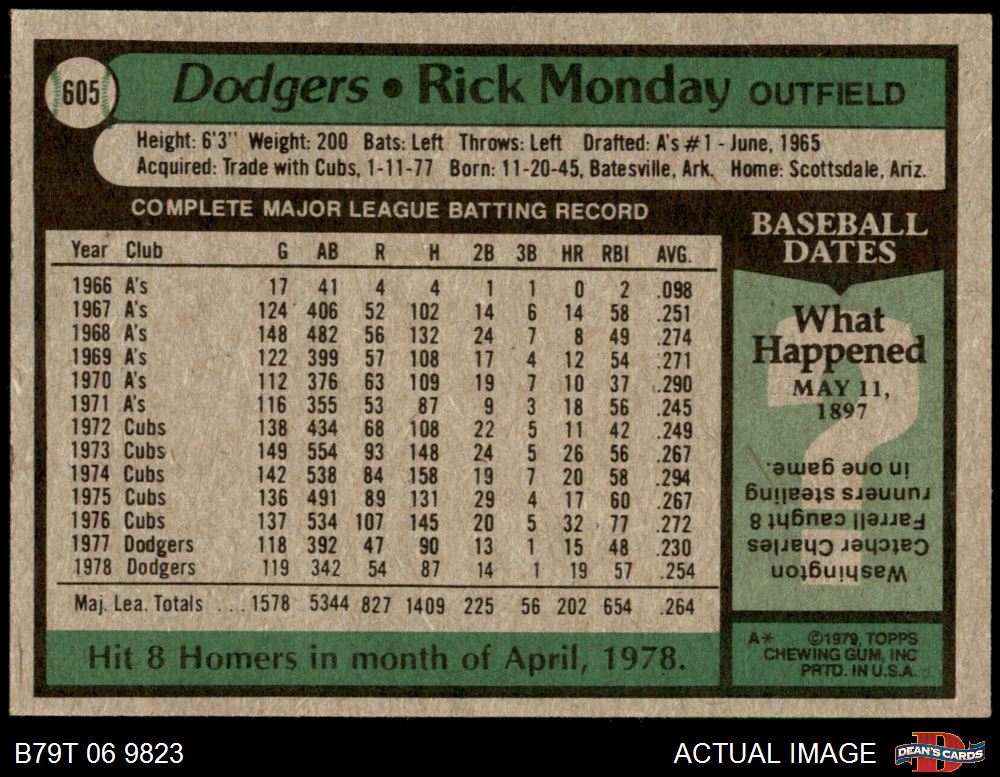 605
Dodgers • Rick Monday OUTFIELD
Height: 6'3" Weight: 200 Bats: Left Throws: Left Drafted: A's #1 - June, 1965
Acquired: Trade with Cubs, 1-11-77 Born: 11-20-45, Batesville, Ark. Home: Scottsdale, Ariz.
COMPLETE MAJOR LEAGUE BATTING RECORD
Year Club G AB R H 2B 3B HR RBI AVG.
1966 A's 17 41 4 4 1 1 0 2 .098
1967 A's 124 406 52 102 14 6 14 58 .251
1968 A's 148 482 56 132 24 7 8 49 .274
1969 A's 122 399 57 108 17 4 12 54 .271
1970 A's 112 376 63 109 19 7 10 37 .290
1971 A's 116 355 53 87 9 3 18 56 .245
1972 Cubs 138 434 68 108 22 5 11 42 .249
1973 Cubs 149 554 93 148 24 5 26 56 .267
1974 Cubs 142 538 84 158 19 7 20 58 .294
1975 Cubs 136 491 89 131 29 4 17 60 .267
1976 Cubs 137 534 107 145 20 5 32 77 .272
1977 Dodgers 118 392 47 90 13 1 15 48 .230
1978 Dodgers 119 342 54 87 14 1 19 57 .254
Maj. Lea. Totals ... 1578 5344 827 1409 225 56 202 654 .264
Hit 8 Homers in month of April, 1978.
BASEBALL
DATES
What
Happened
MAY 11,
1897
?
Washington
Catcher Charles
Farrell caught 8
runners stealing
in one game.
A* ©1979, TOPPS
CHEWING GUM, INC
PRTD. IN U.S.A.
B79T 06 9823
ACTUAL IMAGE
D
DEAN'S CARDS